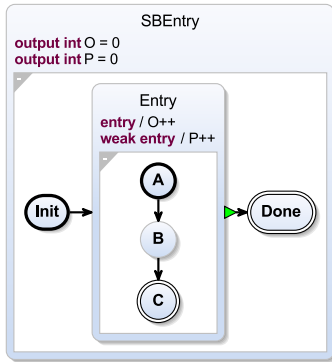 SBEntry
output int O = 0
output int P = 0
-
Entry
entry / O++
weak entry / P++
-
A
Init
B
Done
C